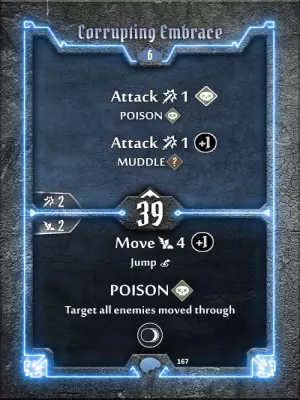 Corrupting Embrace
6
Attack 1
POISON
Attack 1 +1
MUDDLE ?
2
39
2
Move 4 +1
Jump
POISON
Target all enemies moved through
167